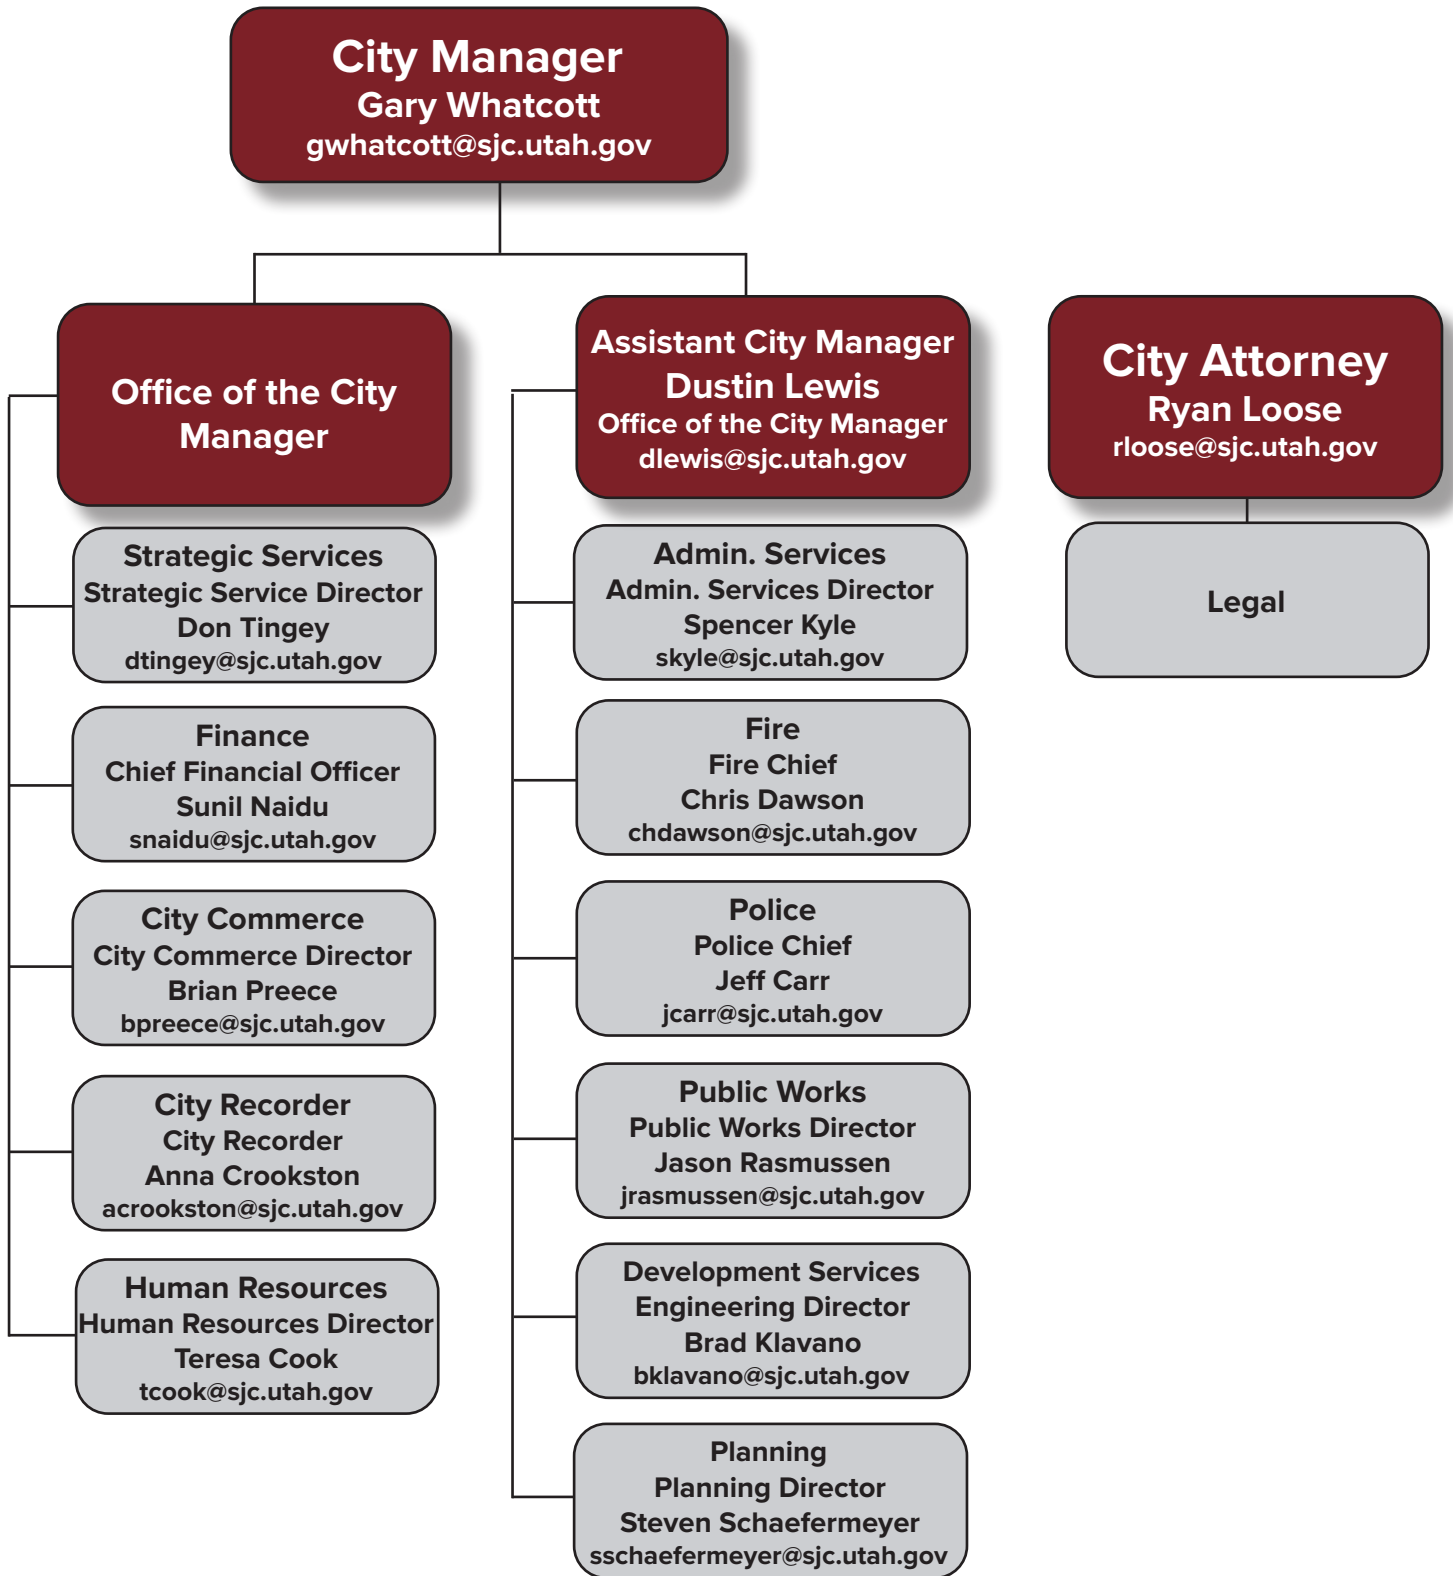 City Manager
Gary Whatcott
gwhatcott@sjc.utah.gov
Office of the City
Manager
Assistant City Manager
Dustin Lewis
Office of the City Manager
dlewis@sjc.utah.gov
City Attorney
Ryan Loose
rloose@sjc.utah.gov
Strategic Services
Strategic Service Director
Don Tingey
dtingey@sjc.utah.gov
Finance
Chief Financial Officer
Sunil Naidu
snaidu@sjc.utah.gov
City Commerce
City Commerce Director
Brian Preece
bpreece@sjc.utah.gov
City Recorder
City Recorder
Anna Crookston
acrookston@sjc.utah.gov
Human Resources
Human Resources Director
Teresa Cook
tcook@sjc.utah.gov
Admin. Services
Admin. Services Director
Spencer Kyle
skyle@sjc.utah.gov
Fire
Fire Chief
Chris Dawson
chdawson@sjc.utah.gov
Police
Police Chief
Jeff Carr
jcarr@sjc.utah.gov
Public Works
Public Works Director
Jason Rasmussen
jrasmussen@sjc.utah.gov
Development Services
Engineering Director
Brad Klavano
bklavano@sjc.utah.gov
Planning
Planning Director
Steven Schaefermeyer
sschaefermeyer@sjc.utah.gov
Legal